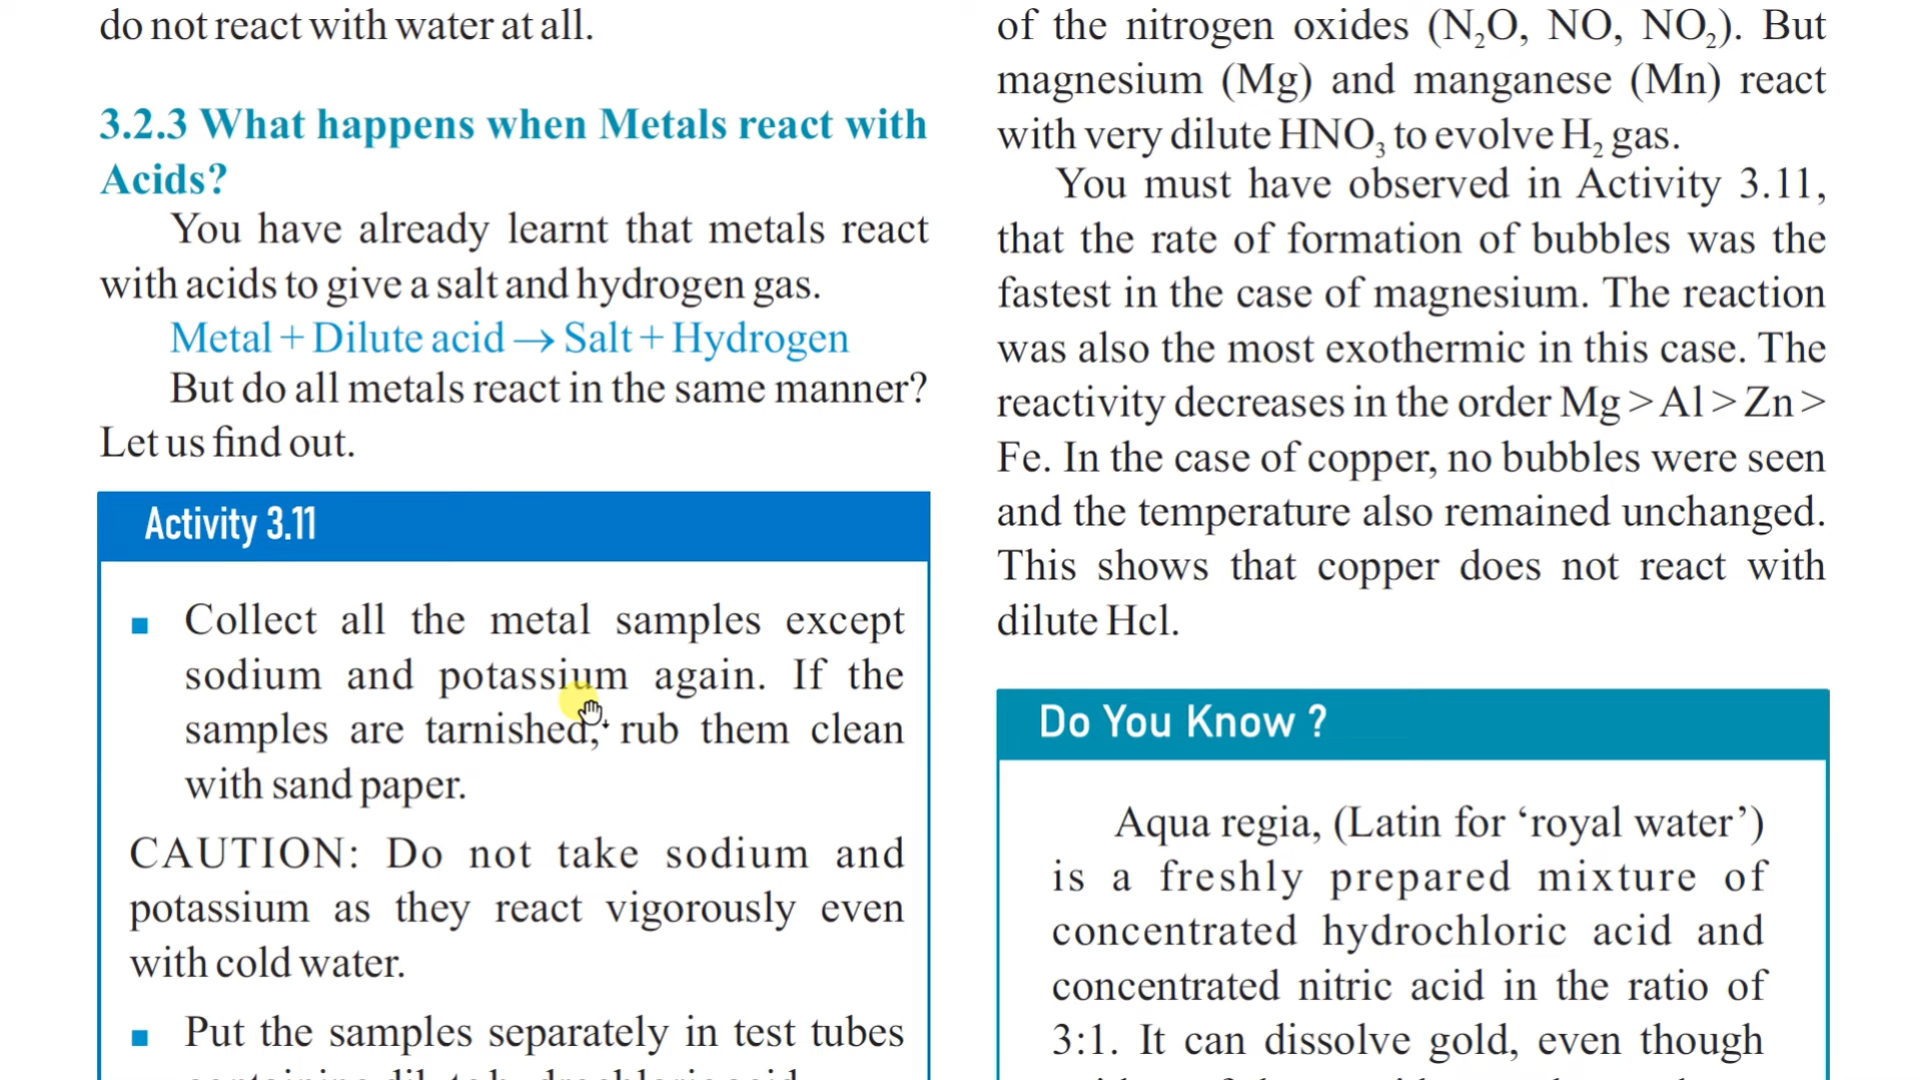 do not react with water at all.
3.2.3 What happens when Metals react with
Acids?
You have already learnt that metals react
with acids to give a salt and hydrogen gas.
Metal + Dilute acid → Salt + Hydrogen
But do all metals react in the same manner?
Let us find out.
Activity 3.11
■ Collect all the metal samples except
sodium and potassium again. If the
samples are tarnished, rub them clean
with sand paper.
CAUTION: Do not take sodium and
potassium as they react vigorously even
with cold water.
■ Put the samples separately in test tubes
containing dilute hydrochloric acid
of the nitrogen oxides (N₂O, NO, NO₂). But
magnesium (Mg) and manganese (Mn) react
with very dilute HNO₃ to evolve H₂ gas.
You must have observed in Activity 3.11,
that the rate of formation of bubbles was the
fastest in the case of magnesium. The reaction
was also the most exothermic in this case. The
reactivity decreases in the order Mg > Al > Zn >
Fe. In the case of copper, no bubbles were seen
and the temperature also remained unchanged.
This shows that copper does not react with
dilute Hcl.
Do You Know ?
Aqua regia, (Latin for ‘royal water’)
is a freshly prepared mixture of
concentrated hydrochloric acid and
concentrated nitric acid in the ratio of
3:1. It can dissolve gold, even though